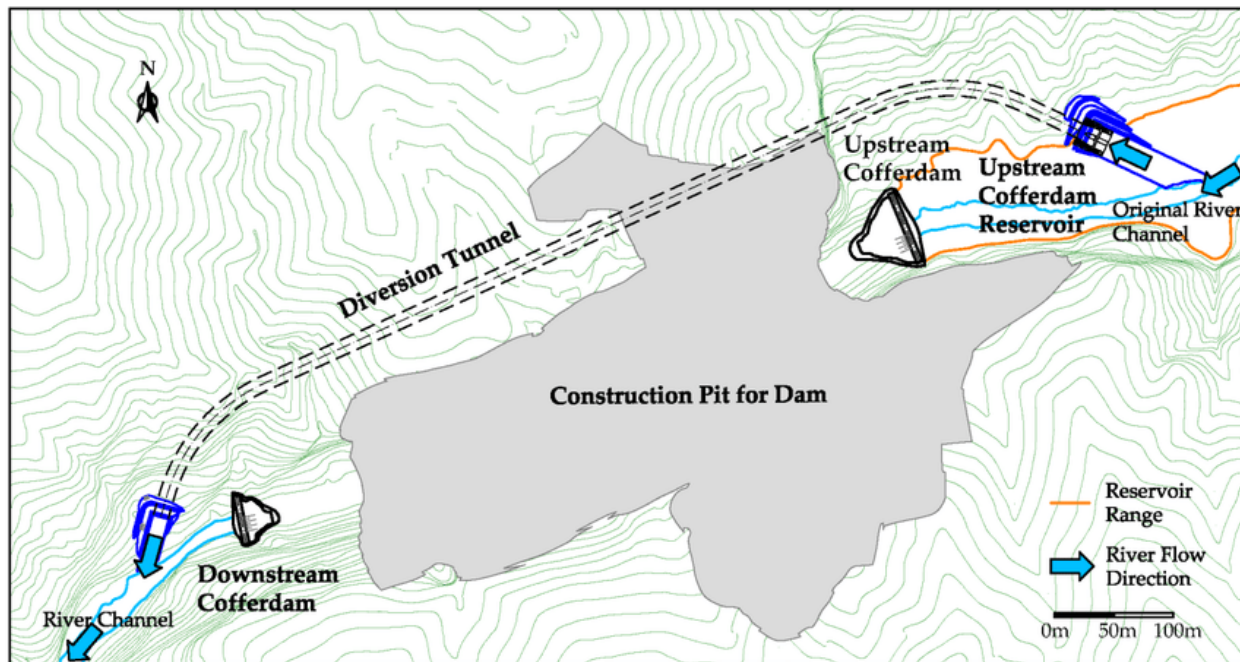 N
Upstream
Cofferdam
Upstream
Cofferdam
Reservoir
Original River
Channel
Diversion Tunnel
Construction Pit for Dam
Downstream
Cofferdam
River Channel
Reservoir
Range
River Flow
Direction
0m 50m 100m